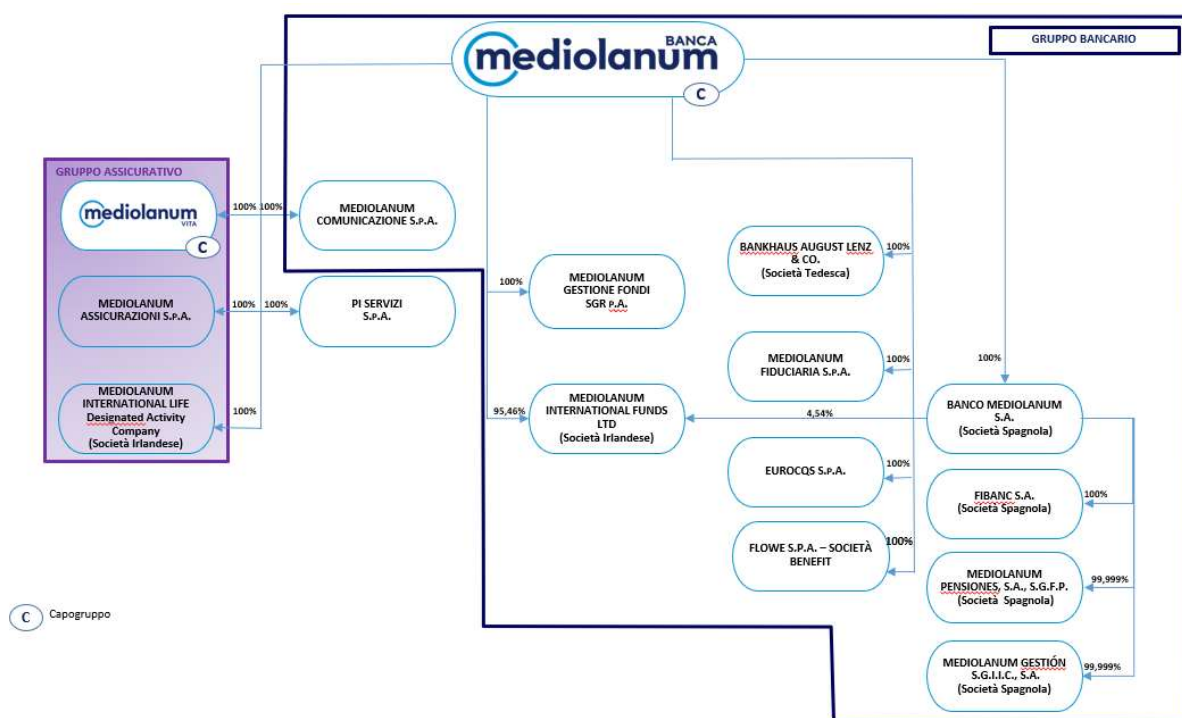 BANCA
mediolanum
C
GRUPPO BANCARIO
GRUPPO ASSICURATIVO
mediolanum
VITA
C
100%
100%
MEDIOLANUM
COMUNICAZIONE S.P.A.
MEDIOLANUM
ASSICURAZIONI S.P.A.
100%
100%
PI SERVIZI
S.P.A.
MEDIOLANUM
INTERNATIONAL LIFE
Designated Activity
Company
(Società Irlandese)
100%
100%
MEDIOLANUM
GESTIONE FONDI
SGR P.A.
95,46%
MEDIOLANUM
INTERNATIONAL FUNDS
LTD
(Società Irlandese)
4,54%
BANKHAUS AUGUST LENZ
& CO.
(Società Tedesca)
100%
MEDIOLANUM
FIDUCIARIA S.P.A.
100%
EUROCQS S.P.A.
100%
FLOWE S.P.A. – SOCIETÀ
BENEFIT
100%
100%
BANCO MEDIOLANUM
S.A.
(Società Spagnola)
FIBANC S.A.
(Società Spagnola)
100%
MEDIOLANUM
PENSIONES, S.A., S.G.F.P.
(Società Spagnola)
99,999%
MEDIOLANUM GESTIÓN
S.G.I.I.C., S.A.
(Società Spagnola)
99,999%
C
Capogruppo